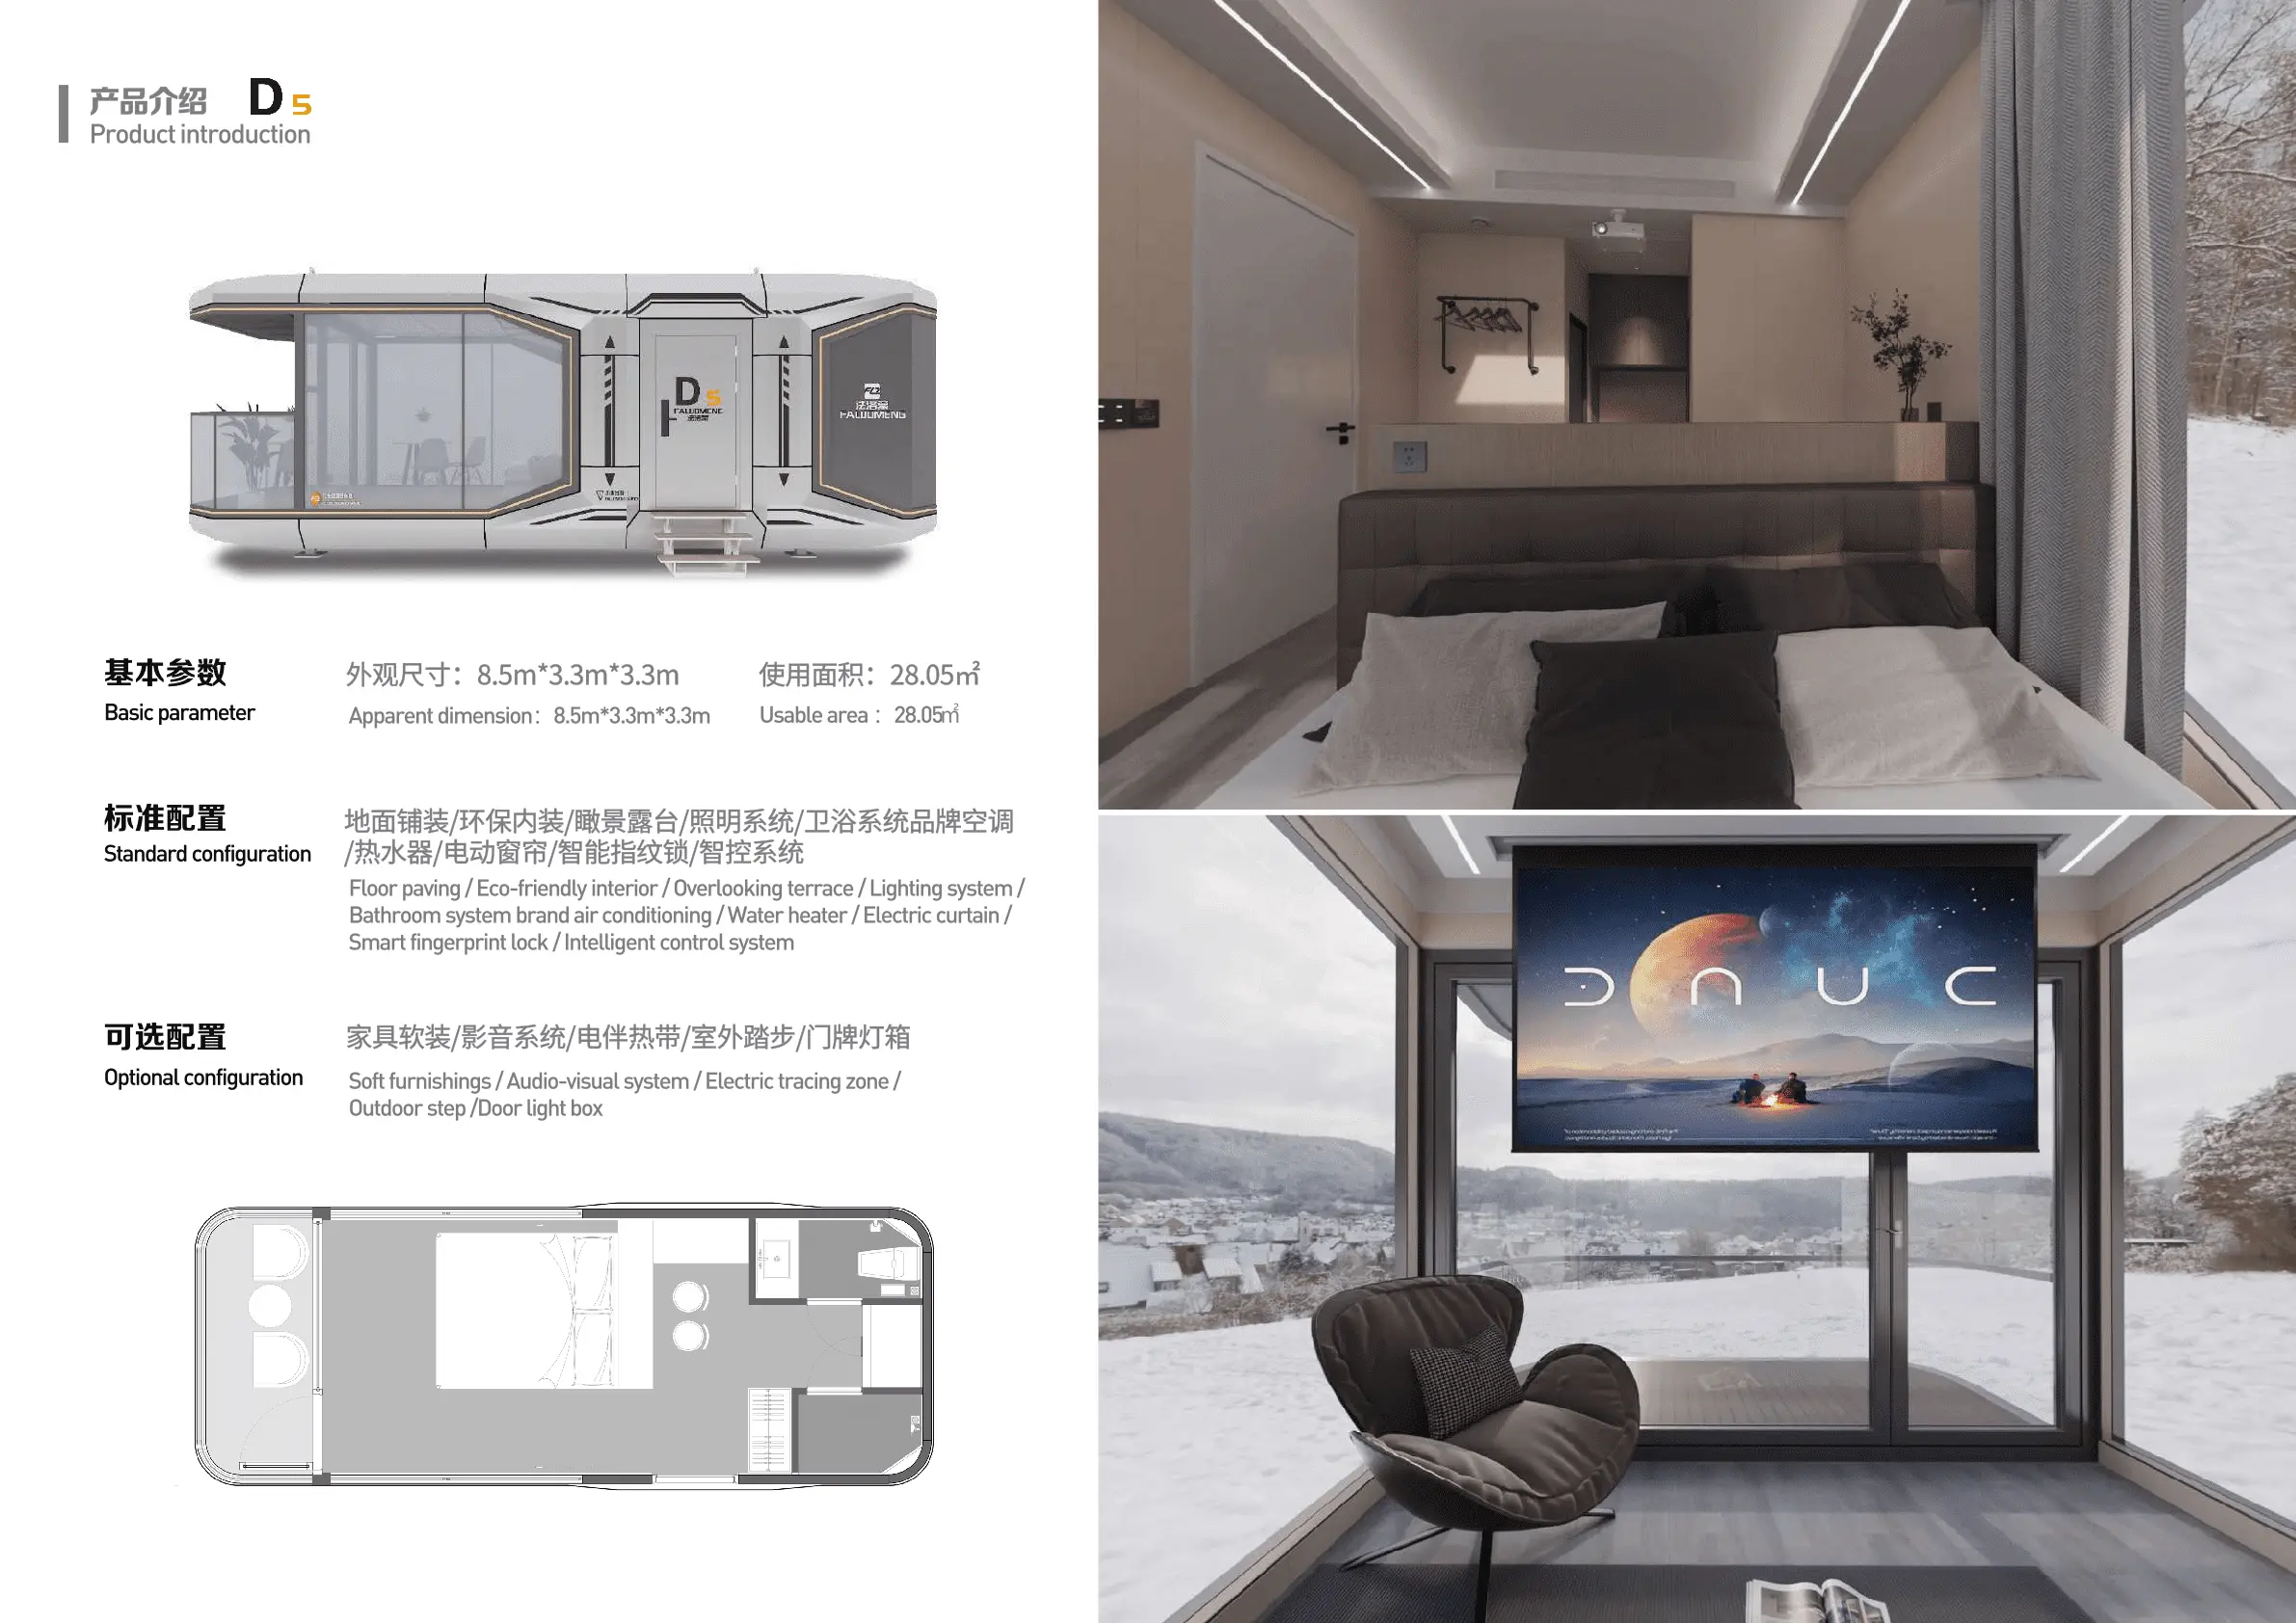 产品介绍 D5
Product introduction
D5
FALUOMENG
法洛蒙
法洛蒙
FALUOMENG
基本参数
Basic parameter
外观尺寸：8.5m*3.3m*3.3m
使用面积：28.05㎡
Apparent dimension：8.5m*3.3m*3.3m
Usable area：28.05㎡
标准配置
Standard configuration
地面铺装/环保内装/瞰景露台/照明系统/卫浴系统品牌空调
/热水器/电动窗帘/智能指纹锁/智控系统
Floor paving / Eco-friendly interior / Overlooking terrace / Lighting system /
Bathroom system brand air conditioning / Water heater / Electric curtain /
Smart fingerprint lock / Intelligent control system
可选配置
Optional configuration
家具软装/影音系统/电伴热带/室外踏步/门牌灯箱
Soft furnishings / Audio-visual system / Electric tracing zone /
Outdoor step /Door light box